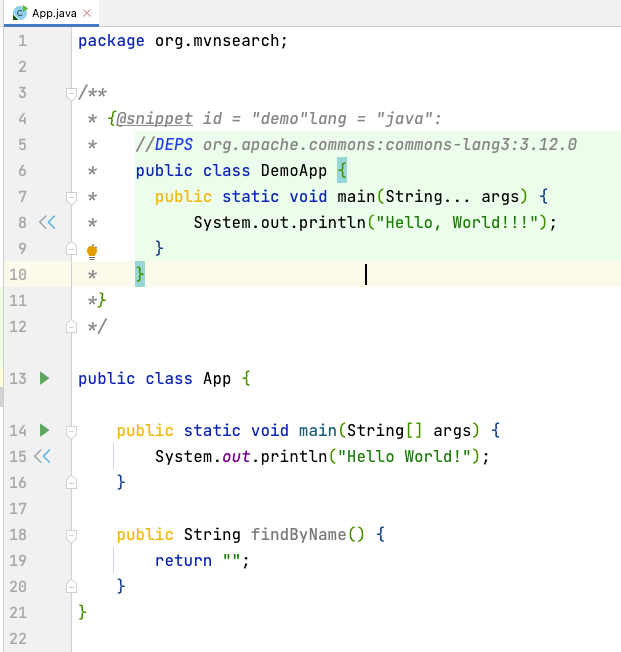 App.java
1 package org.mvnsearch;
2
3 /**
4  * {@snippet id = "demo"lang = "java":
5  *    //DEPS org.apache.commons:commons-lang3:3.12.0
6  *    public class DemoApp {
7  *      public static void main(String... args) {
8  *          System.out.println("Hello, World!!!");
9  *      }
10  *    }
11  *}
12  */
13 public class App {
14     public static void main(String[] args) {
15         System.out.println("Hello World!");
16     }
17
18     public String findByName() {
19         return "";
20     }
21 }
22